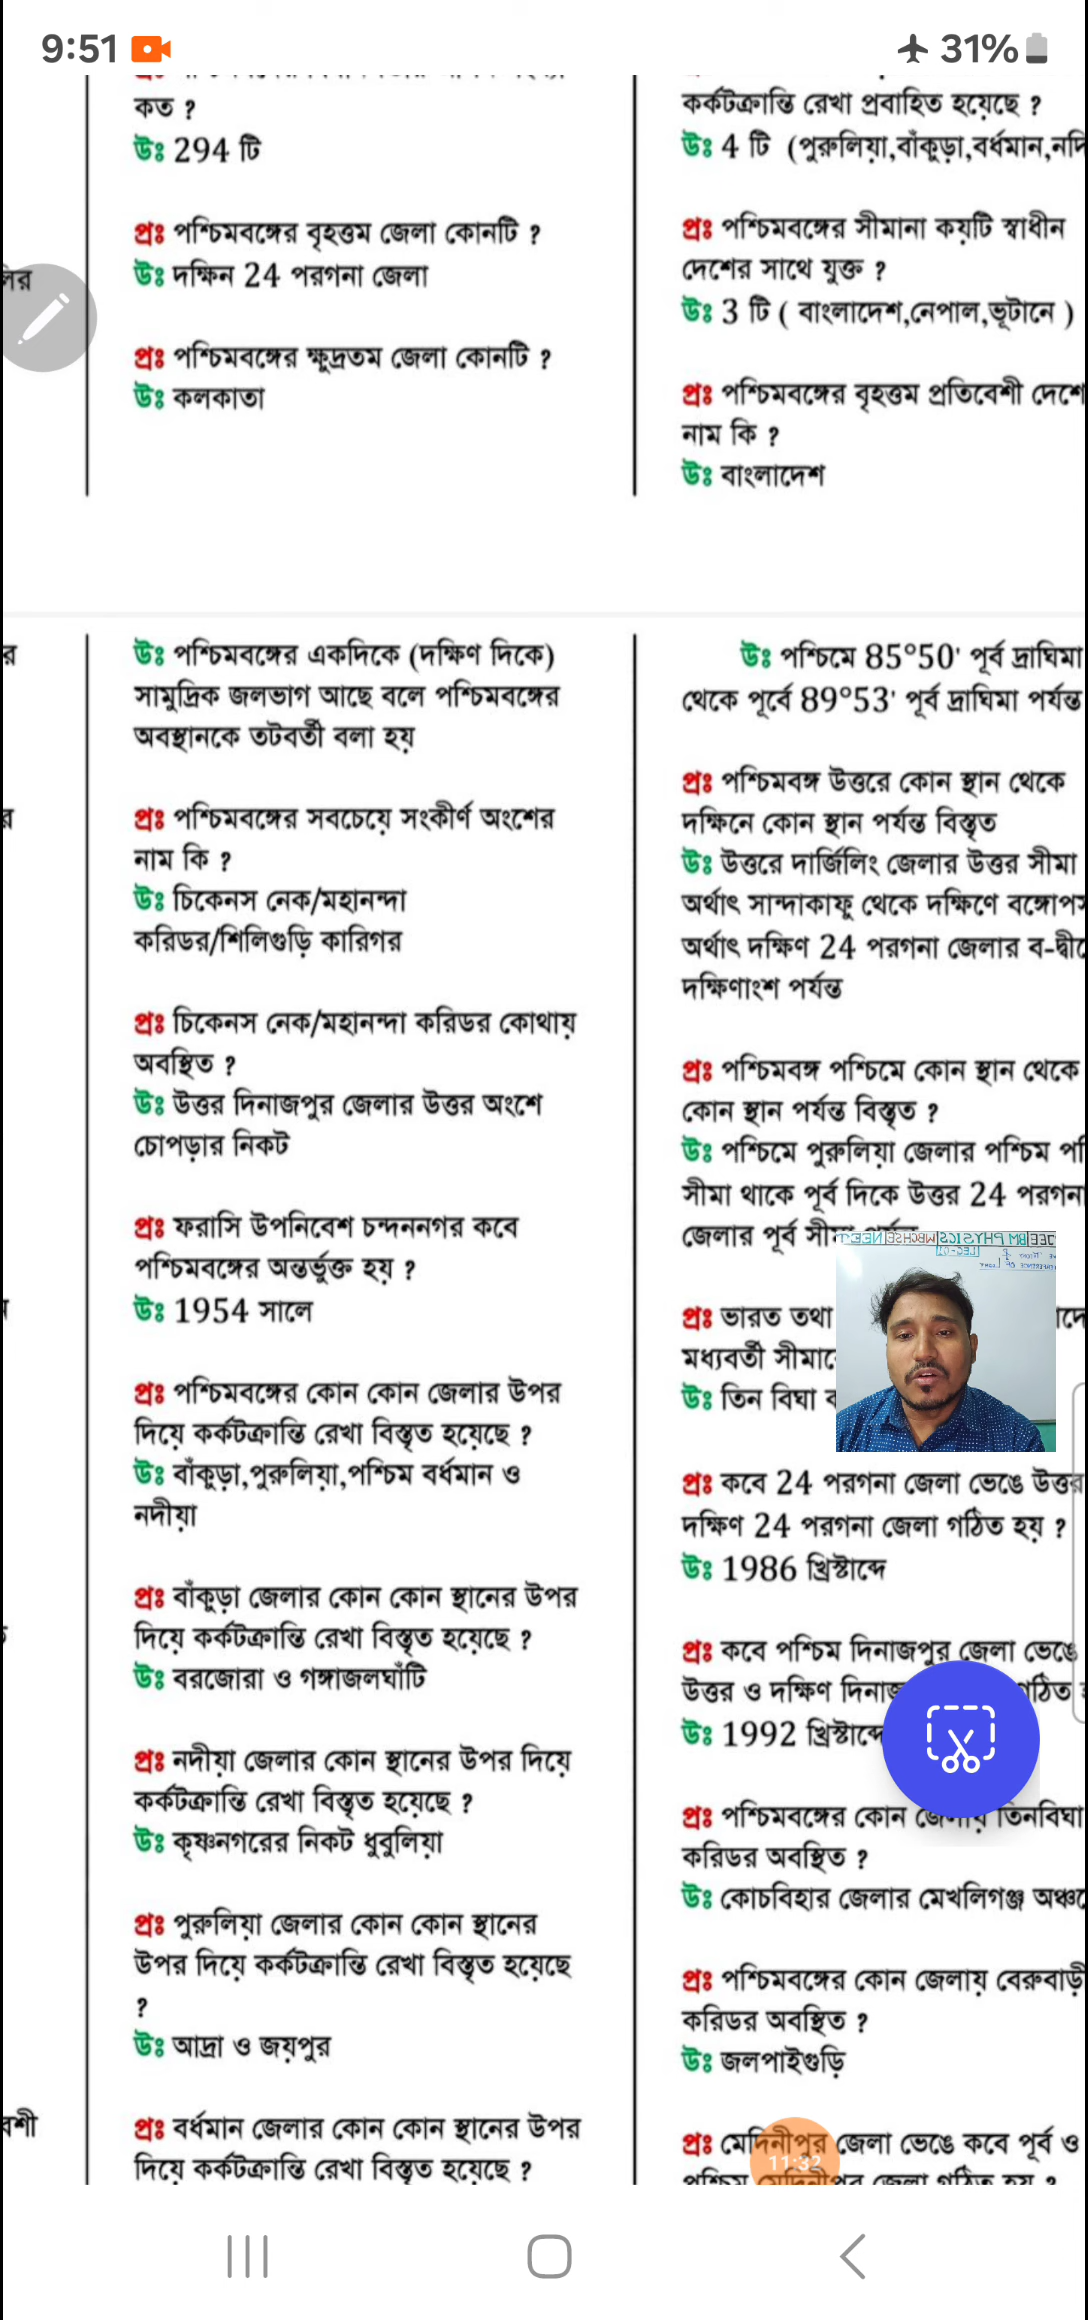 9:51
31%
কত ?
উঃ 294 টি
প্রঃ পশ্চিমবঙ্গের বৃহত্তম জেলা কোনটি ?
উঃ দক্ষিন 24 পরগনা জেলা
প্রঃ পশ্চিমবঙ্গের ক্ষুদ্রতম জেলা কোনটি ?
উঃ কলকাতা
কর্কটক্রান্তি রেখা প্রবাহিত হয়েছে ?
উঃ 4 টি (পুরুলিয়া,বাঁকুড়া,বর্ধমান,নদি
প্রঃ পশ্চিমবঙ্গের সীমানা কয়টি স্বাধীন
দেশের সাথে যুক্ত ?
উঃ 3 টি ( বাংলাদেশ,নেপাল,ভূটানে )
প্রঃ পশ্চিমবঙ্গের বৃহত্তম প্রতিবেশী দেশে
নাম কি ?
উঃ বাংলাদেশ
উঃ পশ্চিমবঙ্গের একদিকে (দক্ষিণ দিকে)
সামুদ্রিক জলভাগ আছে বলে পশ্চিমবঙ্গের
অবস্থানকে তটবর্তী বলা হয়
প্রঃ পশ্চিমবঙ্গের সবচেয়ে সংকীর্ণ অংশের
নাম কি ?
উঃ চিকেনস নেক/মহানন্দা
করিডর/শিলিগুড়ি কারিগর
প্রঃ চিকেনস নেক/মহানন্দা করিডর কোথায়
অবস্থিত ?
উঃ উত্তর দিনাজপুর জেলার উত্তর অংশে
চোপড়ার নিকট
প্রঃ ফরাসি উপনিবেশ চন্দননগর কবে
পশ্চিমবঙ্গের অন্তর্ভুক্ত হয় ?
উঃ 1954 সালে
প্রঃ পশ্চিমবঙ্গের কোন কোন জেলার উপর
দিয়ে কর্কটক্রান্তি রেখা বিস্তৃত হয়েছে ?
উঃ বাঁকুড়া,পুরুলিয়া,পশ্চিম বর্ধমান ও
নদীয়া
প্রঃ বাঁকুড়া জেলার কোন কোন স্থানের উপর
দিয়ে কর্কটক্রান্তি রেখা বিস্তৃত হয়েছে ?
উঃ বরজোরা ও গঙ্গাজলঘাঁটি
প্রঃ নদীয়া জেলার কোন স্থানের উপর দিয়ে
কর্কটক্রান্তি রেখা বিস্তৃত হয়েছে ?
উঃ কৃষ্ণনগরের নিকট ধুবুলিয়া
প্রঃ পুরুলিয়া জেলার কোন কোন স্থানের
উপর দিয়ে কর্কটক্রান্তি রেখা বিস্তৃত হয়েছে
?
উঃ আদ্রা ও জয়পুর
প্রঃ বর্ধমান জেলার কোন কোন স্থানের উপর
দিয়ে কর্কটক্রান্তি রেখা বিস্তৃত হয়েছে ?
উঃ পশ্চিমে 85°50' পূর্ব দ্রাঘিমা
থেকে পূর্বে 89°53' পূর্ব দ্রাঘিমা পর্যন্ত
প্রঃ পশ্চিমবঙ্গ উত্তরে কোন স্থান থেকে
দক্ষিনে কোন স্থান পর্যন্ত বিস্তৃত
উঃ উত্তরে দার্জিলিং জেলার উত্তর সীমা
অর্থাৎ সান্দাকাফু থেকে দক্ষিণে বঙ্গোপস
অর্থাৎ দক্ষিণ 24 পরগনা জেলার ব-দ্বীে
দক্ষিণাংশ পর্যন্ত
প্রঃ পশ্চিমবঙ্গ পশ্চিমে কোন স্থান থেকে
কোন স্থান পর্যন্ত বিস্তৃত ?
উঃ পশ্চিমে পুরুলিয়া জেলার পশ্চিম
সীমা থাকে পূর্ব দিকে উত্তর 24 পরগনা
জেলার পূর্ব
প্রঃ ভারত তথা
মধ্যবর্তী
উঃ তিন বিঘা
প্রঃ কবে 24 পরগনা জেলা ভেঙে উত্তর
দক্ষিণ 24 পরগনা জেলা গঠিত হয় ?
উঃ 1986 খ্রিস্টাব্দে
প্রঃ কবে পশ্চিম দিনাজপুর জেলা ভেঙে
উত্তর ও দক্ষিণ গঠিত
উঃ 1992 খ্রিস্টাব্দে
প্রঃ পশ্চিমবঙ্গের কোন জেলায় তিনবিঘা
করিডর অবস্থিত ?
উঃ কোচবিহার জেলার মেখলিগঞ্জ
প্রঃ পশ্চিমবঙ্গের কোন জেলায় বেরুবাড়ী
করিডর অবস্থিত ?
উঃ জলপাইগুড়ি
প্রঃ মেদিনীপুর জেলা ভেঙে কবে পূর্ব ও
11:32